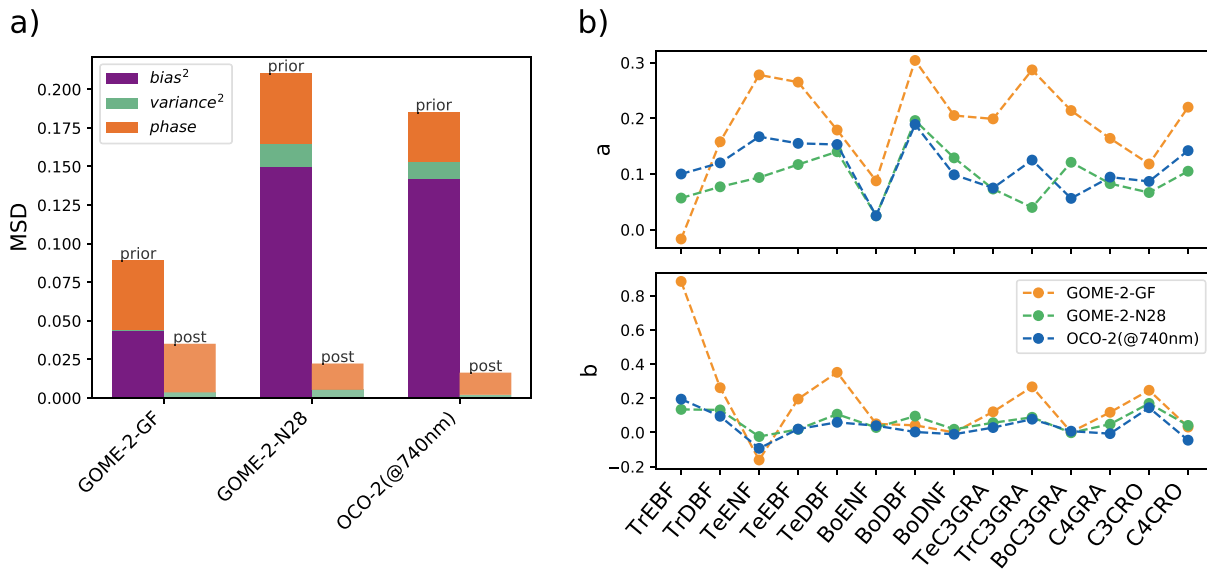 a)
prior
prior
prior
post
post
post
bias²
variance²
phase
MSD
0.200
0.175
0.150
0.125
0.100
0.075
0.050
0.025
0.000
GOME-2-GF
GOME-2-N28
OCO-2(@740nm)
b)
a
0.3
0.2
0.1
0.0
b
0.8
0.6
0.4
0.2
0.0
−0.2
GOME-2-GF
GOME-2-N28
OCO-2(@740nm)
TrEBF
TrDBF
TeENF
TeEBF
TeDBF
BoENF
BoDBF
BoDNF
TeC3GRA
TrC3GRA
BoC3GRA
C4GRA
C3CRO
C4CRO